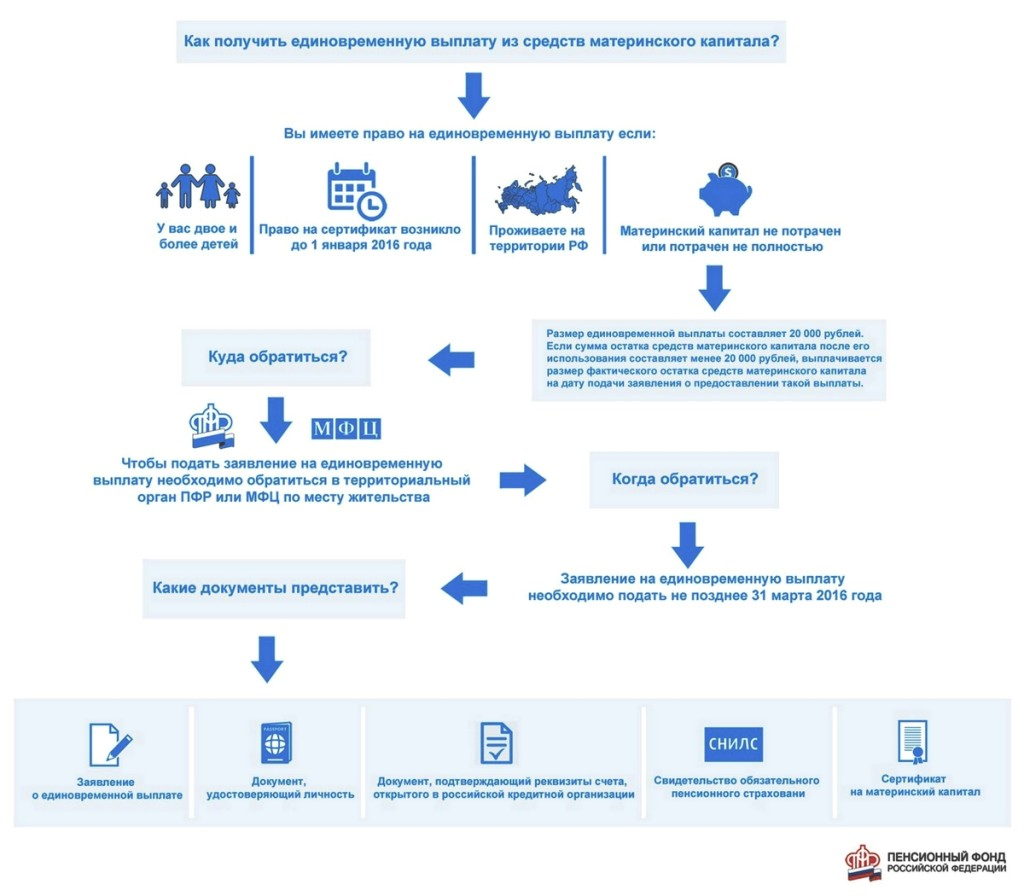 Как получить единовременную выплату из средств материнского капитала?
Вы имеете право на единовременную выплату если:
У вас двое и
более детей
Право на сертификат возникло
до 1 января 2016 года
Проживаете на
территории РФ
Материнский капитал не потрачен
или потрачен не полностью
Размер единовременной выплаты составляет 20 000 рублей.
Если сумма остатка средств материнского капитала после его
использования составляет менее 20 000 рублей, выплачивается
размер фактического остатка средств материнского капитала
на дату подачи заявления о предоставлении такой выплаты.
Куда обратиться?
МФЦ
Чтобы подать заявление на единовременную
выплату необходимо обратиться в территориальный
орган ПФР или МФЦ по месту жительства
Когда обратиться?
Заявление на единовременную выплату
необходимо подать не позднее 31 марта 2016 года
Какие документы представить?
Заявление
о единовременной выплате
PASSPORT
Документ,
удостоверяющий личность
Документ, подтверждающий реквизиты счета,
открытого в российской кредитной организации
СНИЛС
Свидетельство обязательного
пенсионного страховани
Сертификат
на материнский капитал
ПЕНСИОННЫЙ ФОНД
РОССИЙСКОЙ ФЕДЕРАЦИИ